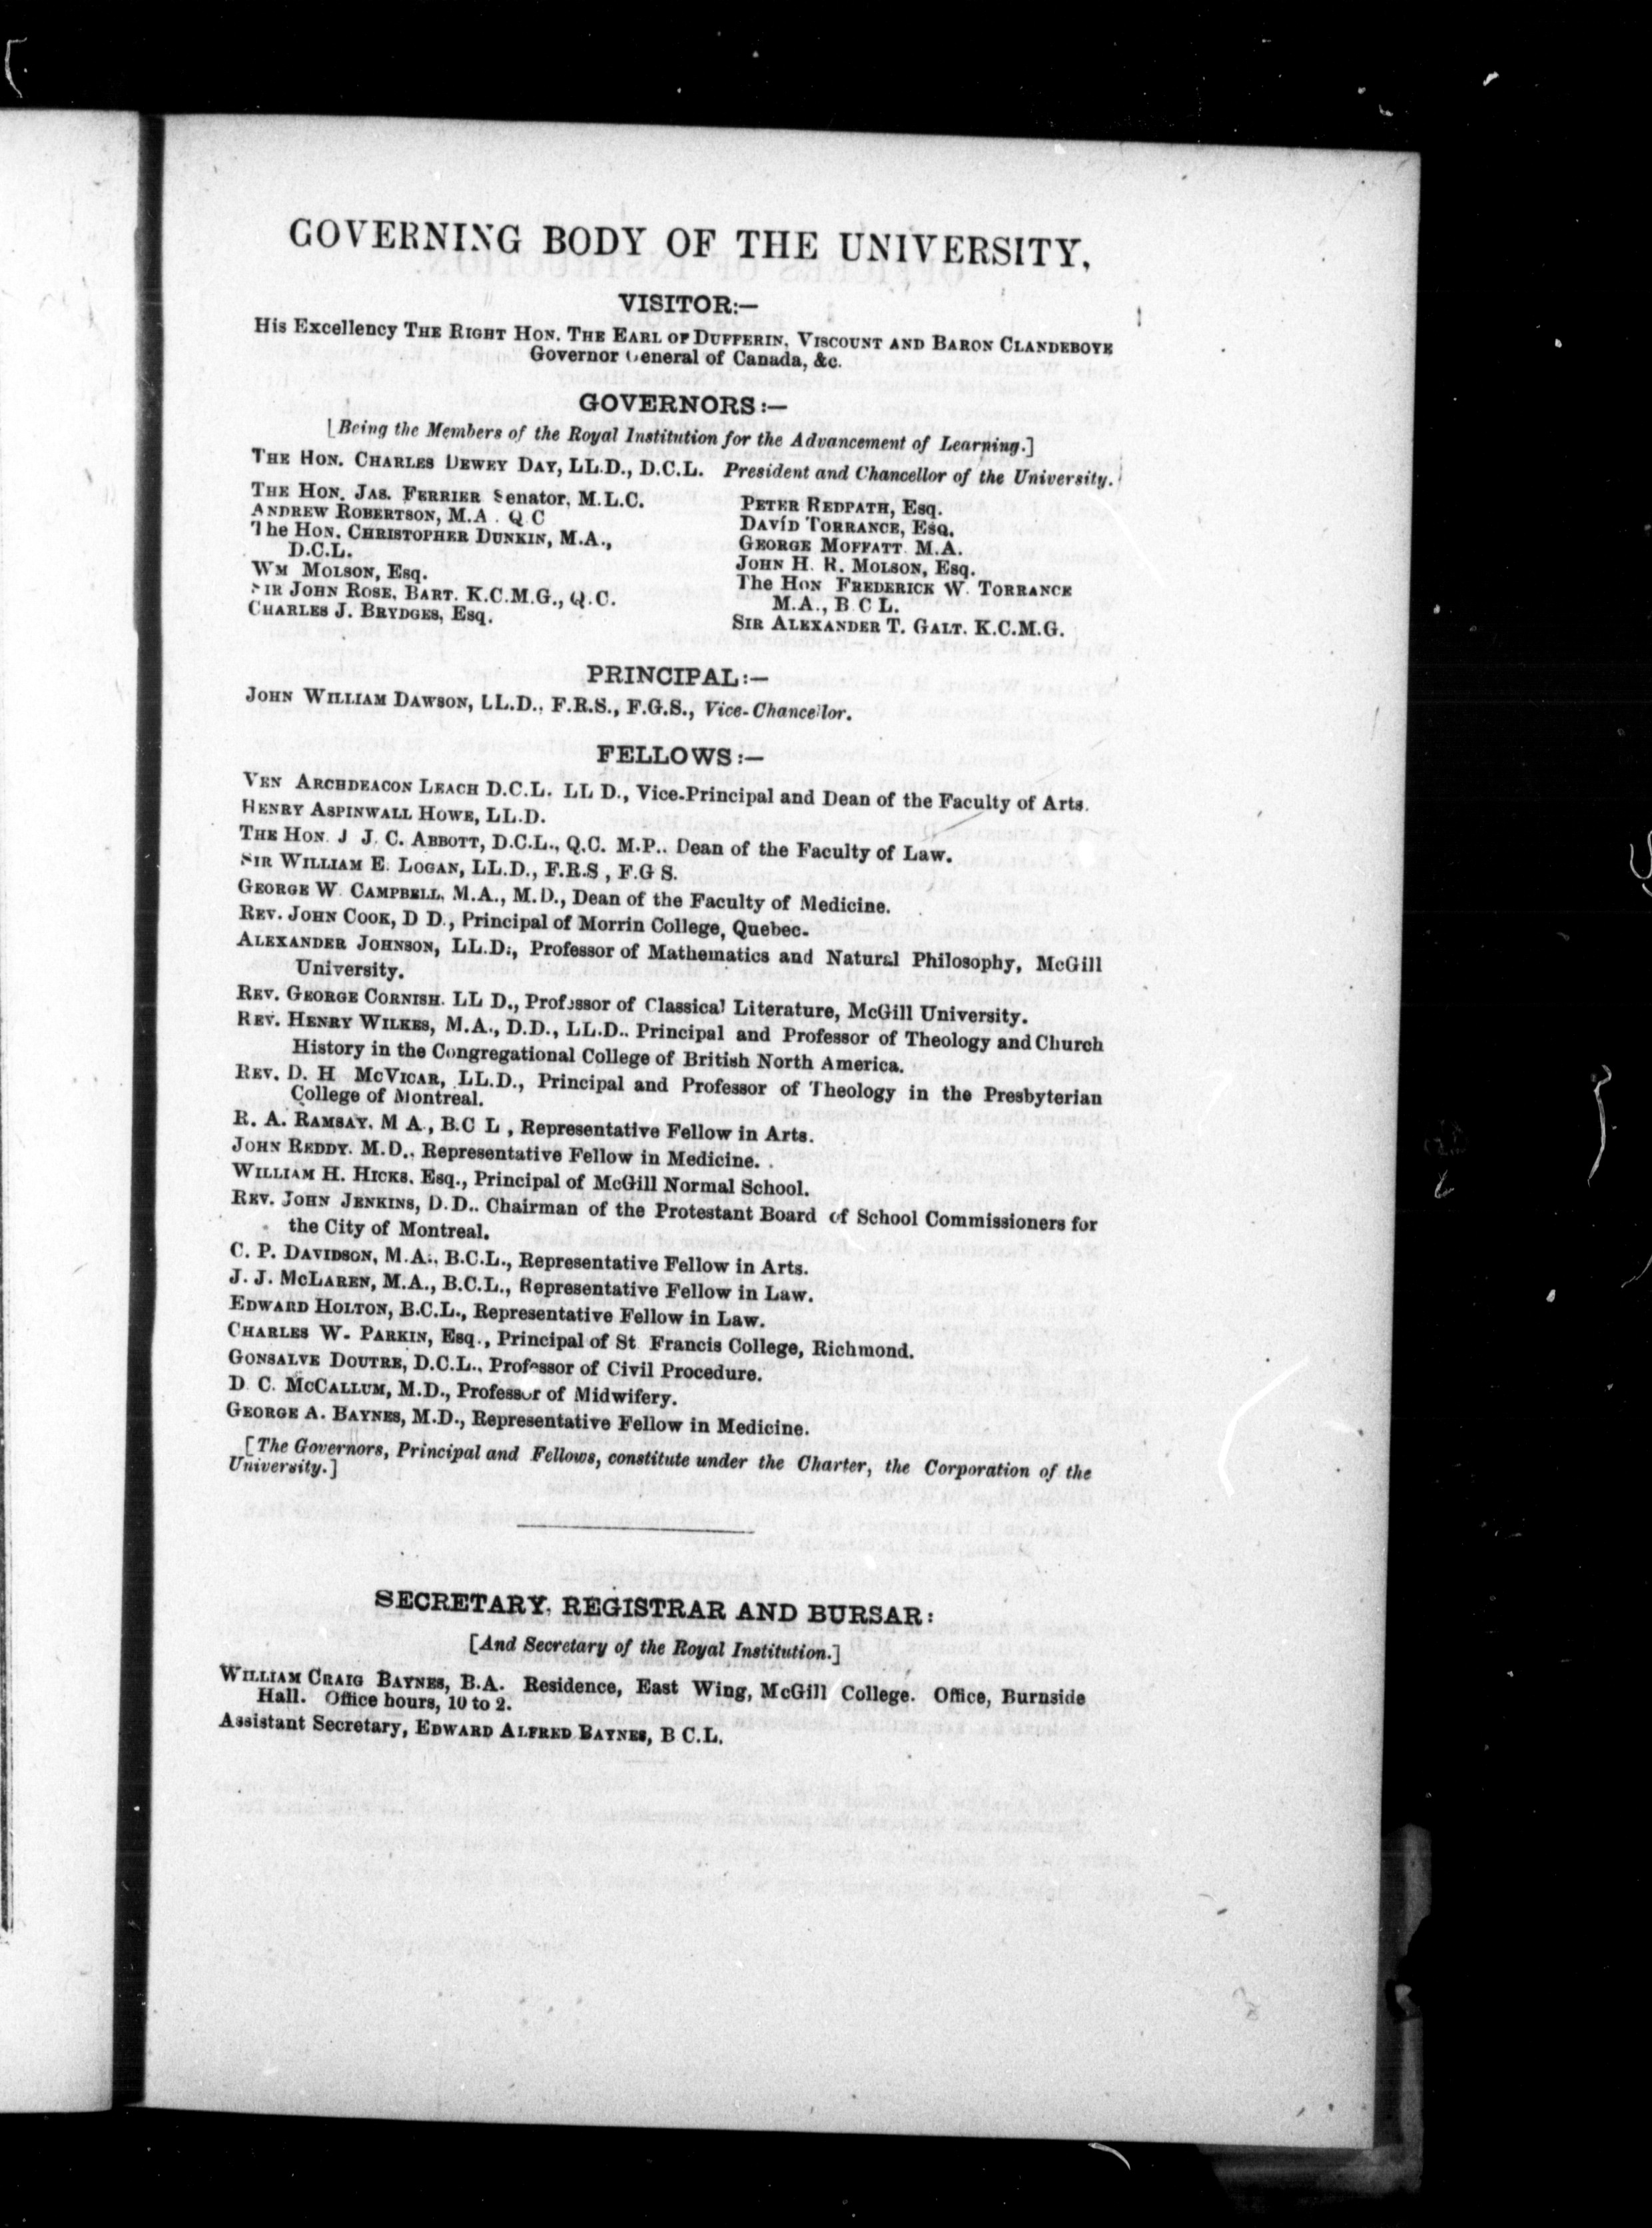 GOVERNING BODY OF THE UNIVERSITY,
VISITOR:—
His Excellency THE RIGHT HON. THE EARL OF DUFFERIN, VISCOUNT AND BARON CLANDEBOYE
Governor General of Canada, &c.
GOVERNORS:—
[Being the Members of the Royal Institution for the Advancement of Learning.]
THE HON. CHARLES DEWEY DAY, LL.D., D.C.L. President and Chancellor of the University.
THE HON. JAS. FERRIER Senator, M.L.C.
ANDREW ROBERTSON, M.A. Q C
The HON. CHRISTOPHER DUNKIN, M.A.,
D.C.L.
WM MOLSON, Esq.
SIR JOHN ROSE, BART. K.C.M.G., Q.C.
CHARLES J. BRYDGES, Esq.
PETER REDPATH, Esq.
DAVID TORRANCE, ESQ.
GEORGE MOFFATT M.A.
JOHN H. R. MOLSON, Esq.
The HON FREDERICK W. TORRANCE
M.A., B.C L.
SIR ALEXANDER T. GALT. K.C.M.G.
PRINCIPAL:—
JOHN WILLIAM DAWSON, LL.D., F.R.S., F.G.S., Vice-Chancellor.
FELLOWS:—
VEN ARCHDEACON LEACH D.C.L. LL D., Vice-Principal and Dean of the Faculty of Arts.
HENRY ASPINWALL HOWE, LL.D.
THE HON. J J. C. ABBOTT, D.C.L., Q.C. M.P.. Dean of the Faculty of Law.
SIR WILLIAM E. LOGAN, LL.D., F.R.S , F.G S.
GEORGE W. CAMPBELL, M.A., M.D., Dean of the Faculty of Medicine.
REV. JOHN COOK, D D., Principal of Morrin College, Quebec.
ALEXANDER JOHNSON, LL.D., Professor of Mathematics and Natural Philosophy, McGill
University.
REV. GEORGE CORNISH. LL D., Professor of Classical Literature, McGill University.
REV. HENRY WILKES, M.A., D.D., LL.D.. Principal and Professor of Theology and Church
History in the Congregational College of British North America.
REV. D. H MCVICAR, LL.D., Principal and Professor of Theology in the Presbyterian
College of Montreal.
R. A. RAMSAY. M A., B.C L , Representative Fellow in Arts.
JOHN REDDY. M.D., Representative Fellow in Medicine.
WILLIAM H. HICKS. Esq., Principal of McGill Normal School.
REV. JOHN JENKINS, D.D.. Chairman of the Protestant Board of School Commissioners for
the City of Montreal.
C. P. DAVIDSON, M.A., B.C.L., Representative Fellow in Arts.
J. J. MCLAREN, M.A., B.C.L., Representative Fellow in Law.
EDWARD HOLTON, B.C.L., Representative Fellow in Law.
CHARLES W. PARKIN, Esq., Principal of St Francis College, Richmond.
GONSALVE DOUTRE, D.C.L., Professor of Civil Procedure.
D C. MCCALLUM, M.D., Professor of Midwifery.
GEORGE A. BAYNES, M.D., Representative Fellow in Medicine.
[The Governors, Principal and Fellows, constitute under the Charter, the Corporation of the
University.]
SECRETARY, REGISTRAR AND BURSAR:
[And Secretary of the Royal Institution.]
WILLIAM CRAIG BAYNES, B.A. Residence, East Wing, McGill College. Office, Burnside
Hall. Office hours, 10 to 2.
Assistant Secretary, EDWARD ALFRED BAYNES, B C.L.